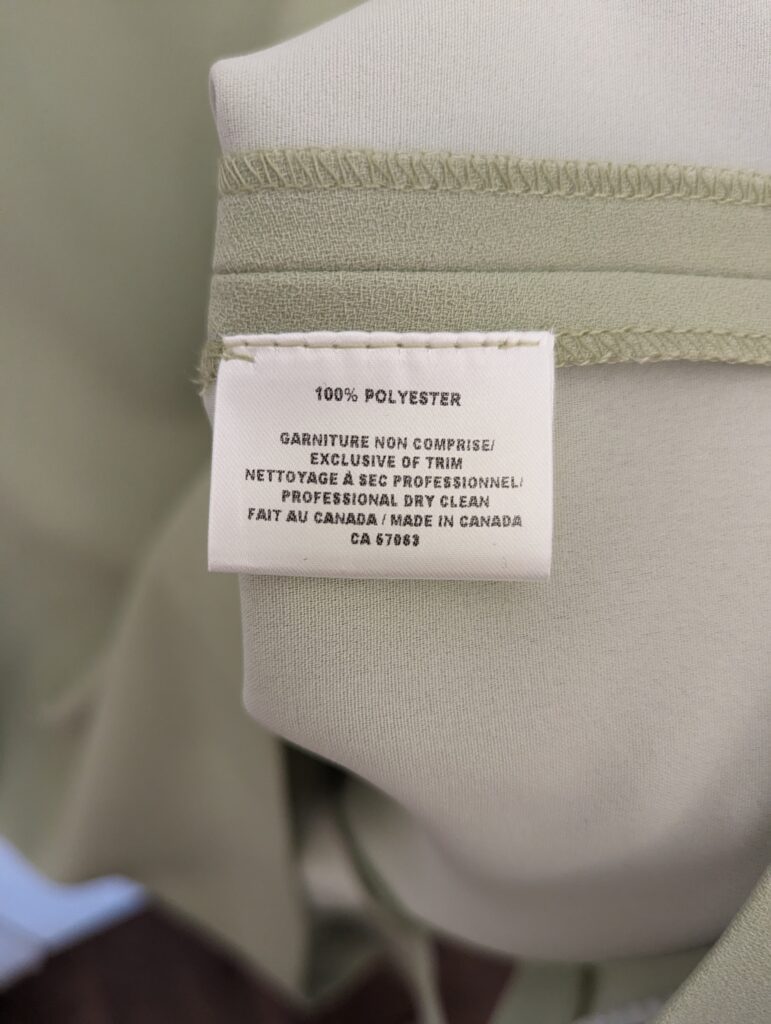 100% POLYESTER
GARNITURE NON COMPRISE/
EXCLUSIVE OF TRIM
NETTOYAGE À SEC PROFESSIONNEL/
PROFESSIONAL DRY CLEAN
FAIT AU CANADA / MADE IN CANADA
CA 57083